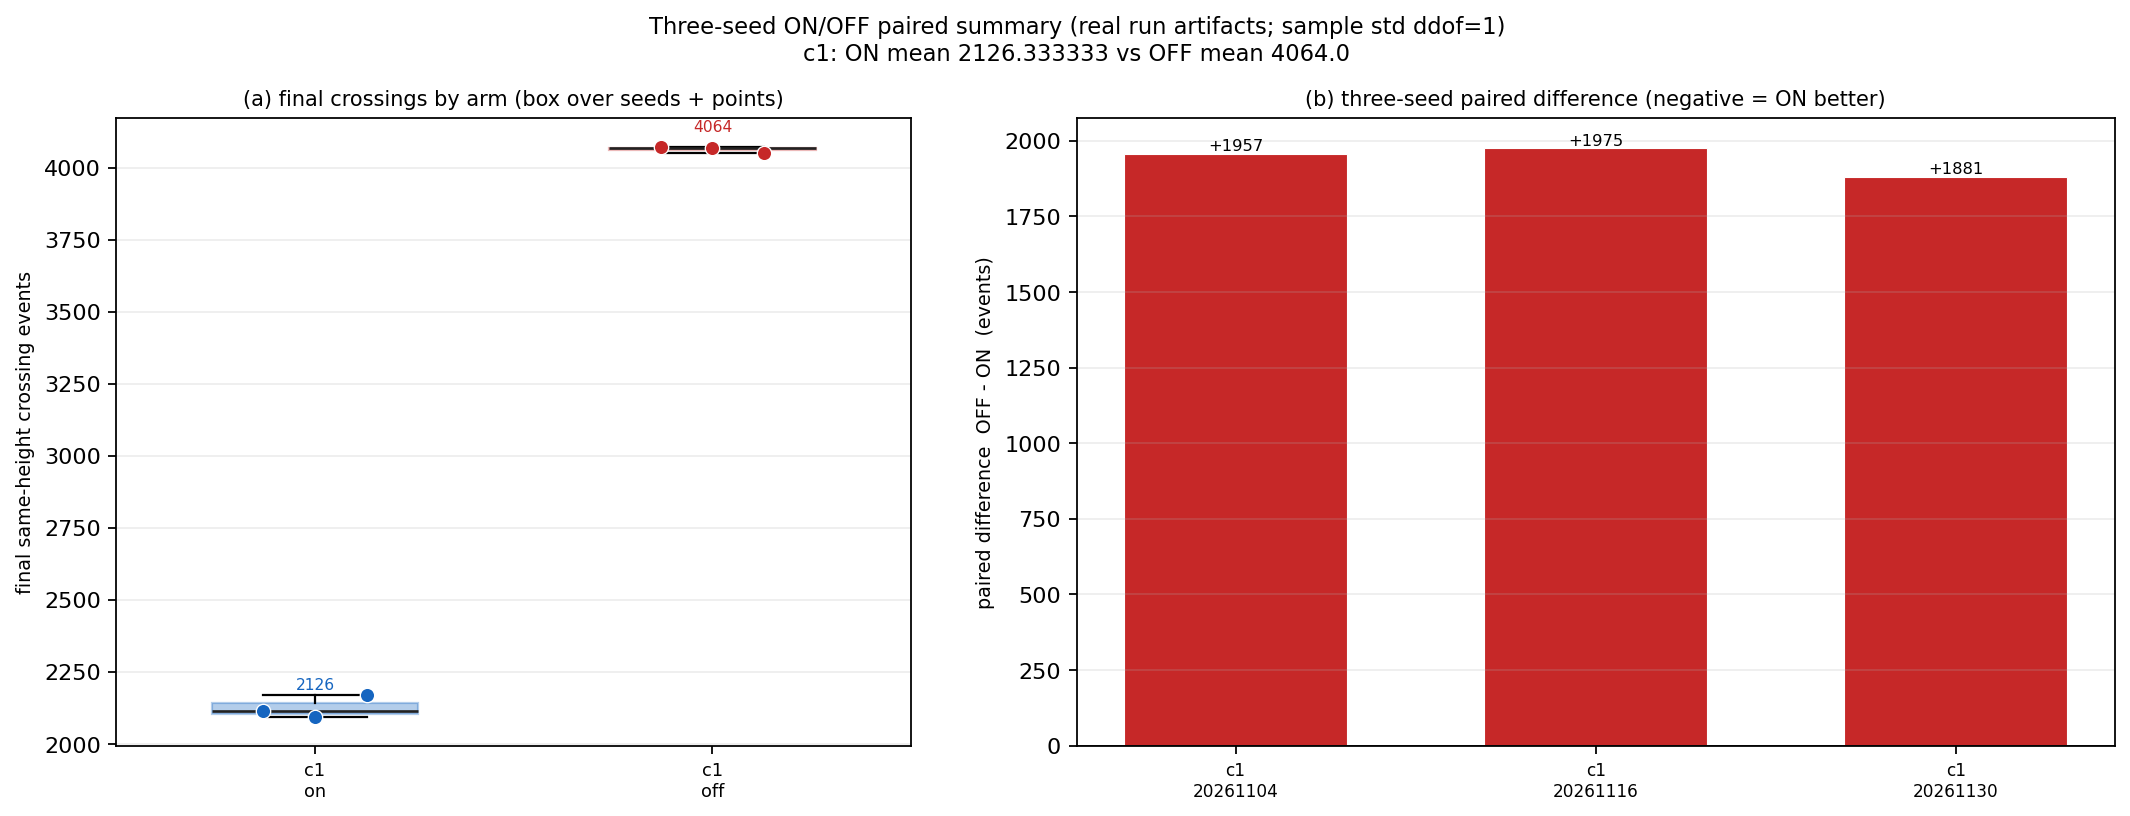 Three-seed ON/OFF paired summary (real run artifacts; sample std ddof=1)
c1: ON mean 2126.333333 vs OFF mean 4064.0
(a) final crossings by arm (box over seeds + points)
final same-height crossing events
4000
3750
3500
3250
3000
2750
2500
2250
2000
4064
2126
c1
on
c1
off
(b) three-seed paired difference (negative = ON better)
paired difference  OFF - ON  (events)
2000
1750
1500
1250
1000
750
500
250
0
+1957
+1975
+1881
c1
20261104
c1
20261116
c1
20261130